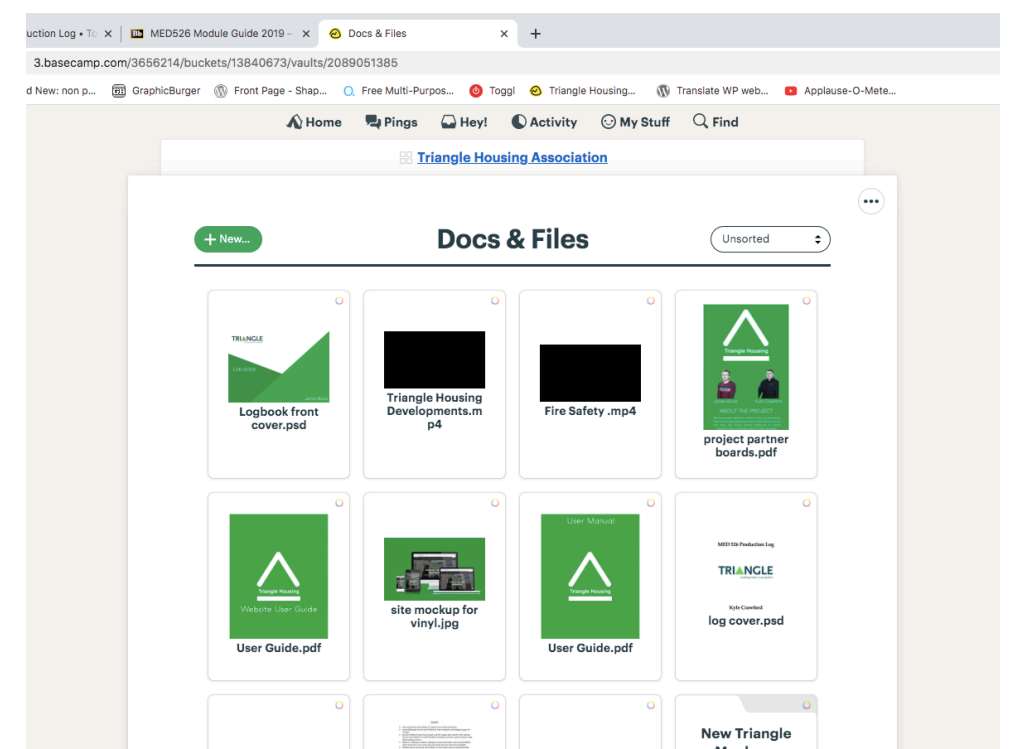 uction Log • To
MED526 Module Guide 2019 -
Docs & Files
3.basecamp.com/3656214/buckets/13840673/vaults/2089051385
d New: non p...
GraphicBurger
Front Page - Shap...
Free Multi-Purpos...
Toggl
Triangle Housing...
Translate WP web...
Applause-O-Mete...
Home
Pings
Hey!
Activity
My Stuff
Find
Triangle Housing Association
+ New...
Docs & Files
Unsorted
TRIANGLE
LOG BOOK
Logbook front
cover.psd
Triangle Housing
Developments.m
p4
Fire Safety .mp4
Triangle Housing
ABOUT THE PROJECT
project partner
boards.pdf
Triangle Housing
Website User Guide
User Guide.pdf
site mockup for
vinyl.jpg
User Manual
Triangle Housing
User Guide.pdf
MED 526 Production Log
TRIANGLE
Kyle Crawford
log cover.psd
New Triangle